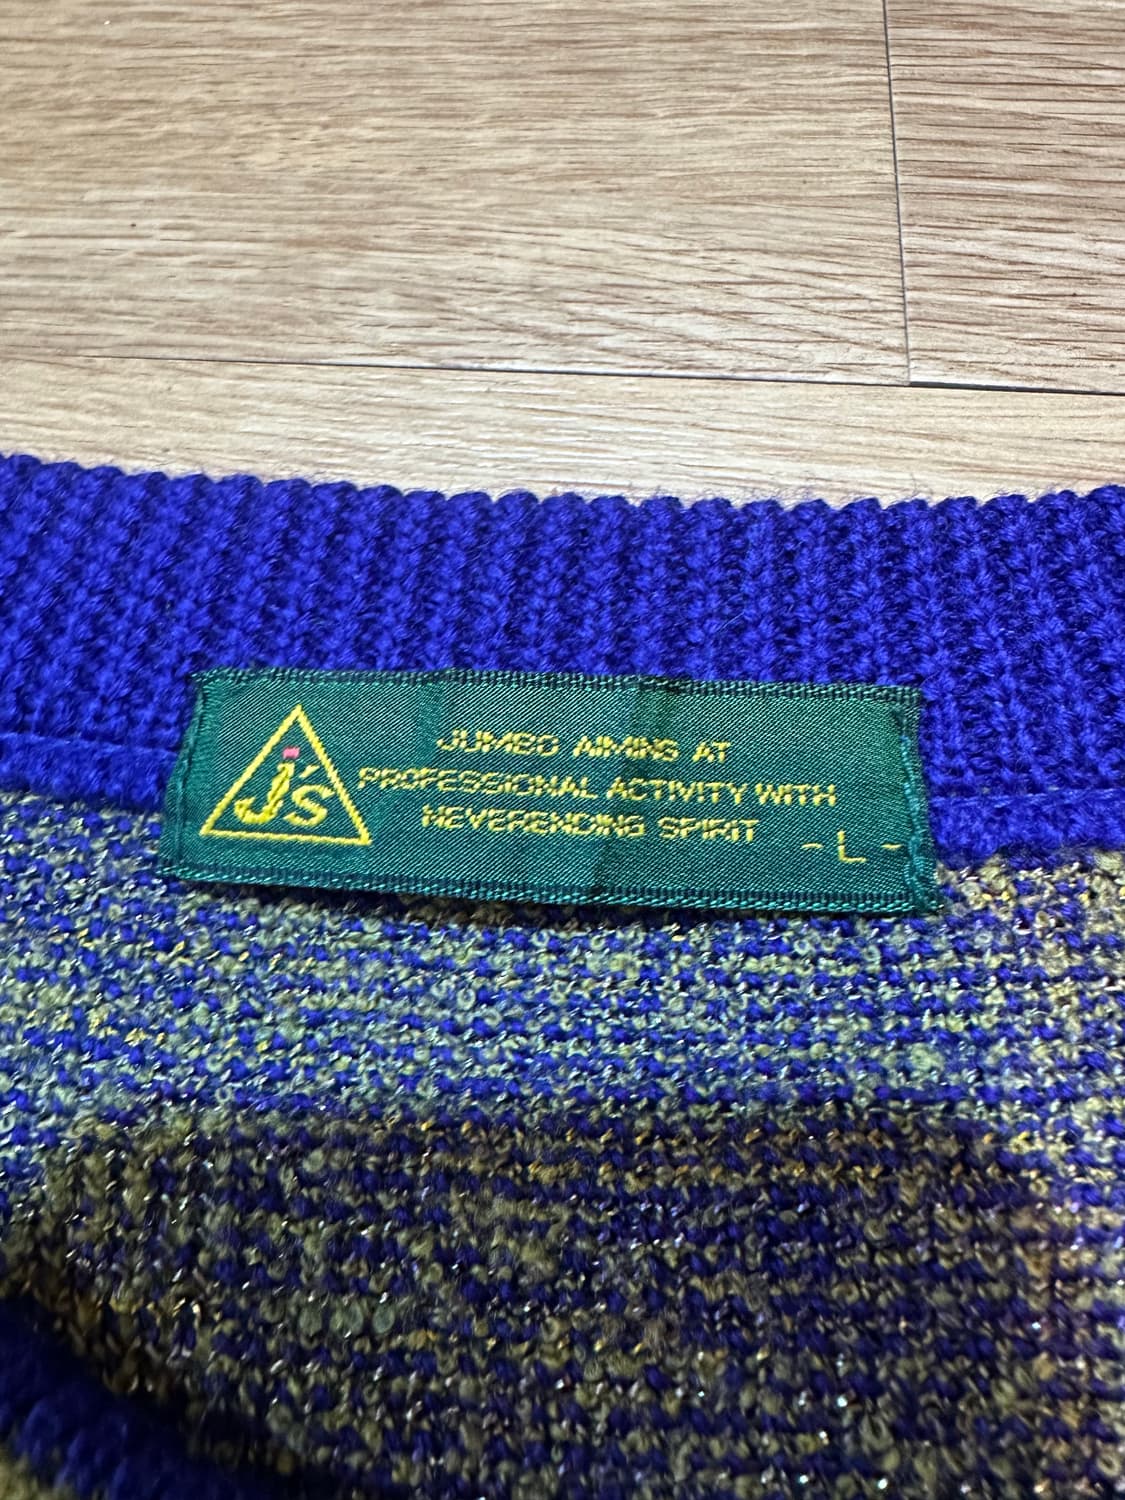 J's
JUMBO AIMING AT
PROFESSIONAL ACTIVITY WITH
NEVERENDING SPIRIT
- L -